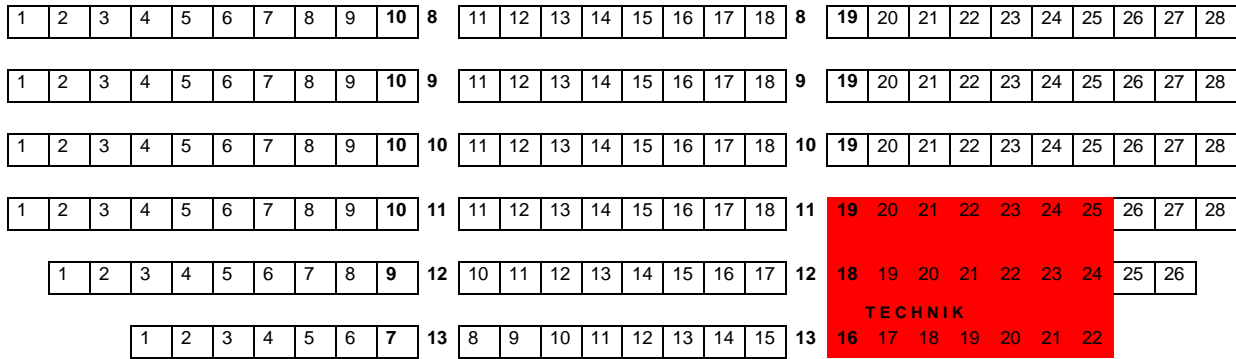 1 2 3 4 5 6 7 8 9 10 8 11 12 13 14 15 16 17 18 8 19 20 21 22 23 24 25 26 27 28
1 2 3 4 5 6 7 8 9 10 9 11 12 13 14 15 16 17 18 9 19 20 21 22 23 24 25 26 27 28
1 2 3 4 5 6 7 8 9 10 10 11 12 13 14 15 16 17 18 10 19 20 21 22 23 24 25 26 27 28
1 2 3 4 5 6 7 8 9 10 11 11 12 13 14 15 16 17 18 11 19 20 21 22 23 24 25 26 27 28
1 2 3 4 5 6 7 8 9 12 10 11 12 13 14 15 16 17 12 18 19 20 21 22 23 24 25 26
TECHNIK
1 2 3 4 5 6 7 13 8 9 10 11 12 13 14 15 13 16 17 18 19 20 21 22